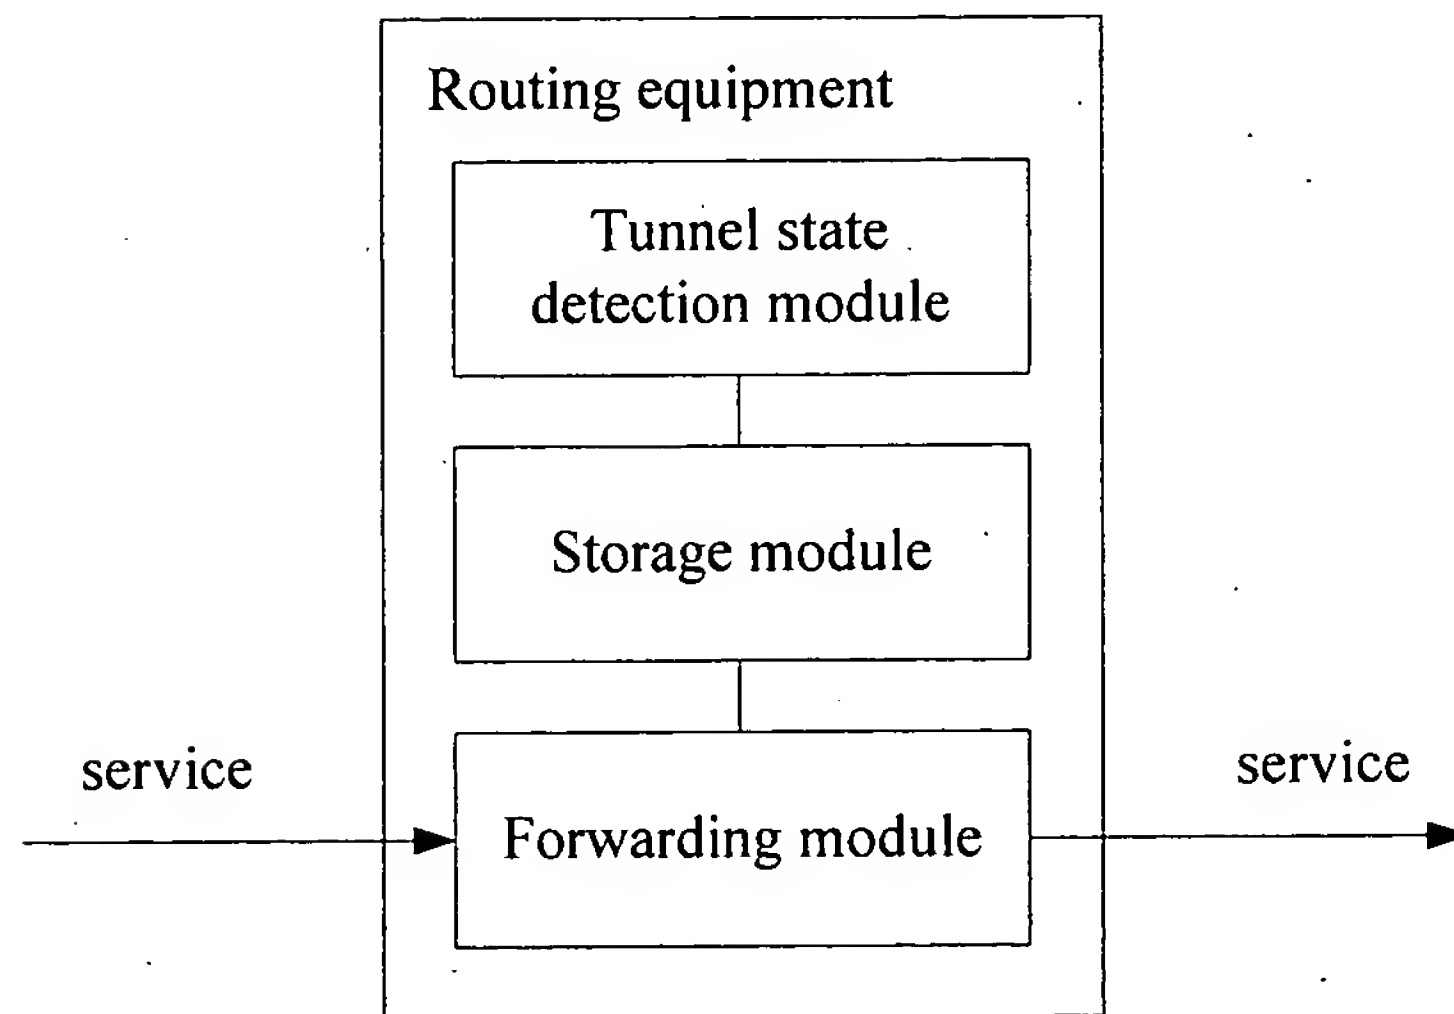 Routing equipment
Tunnel state
detection module
Storage module
service
service
Forwarding module